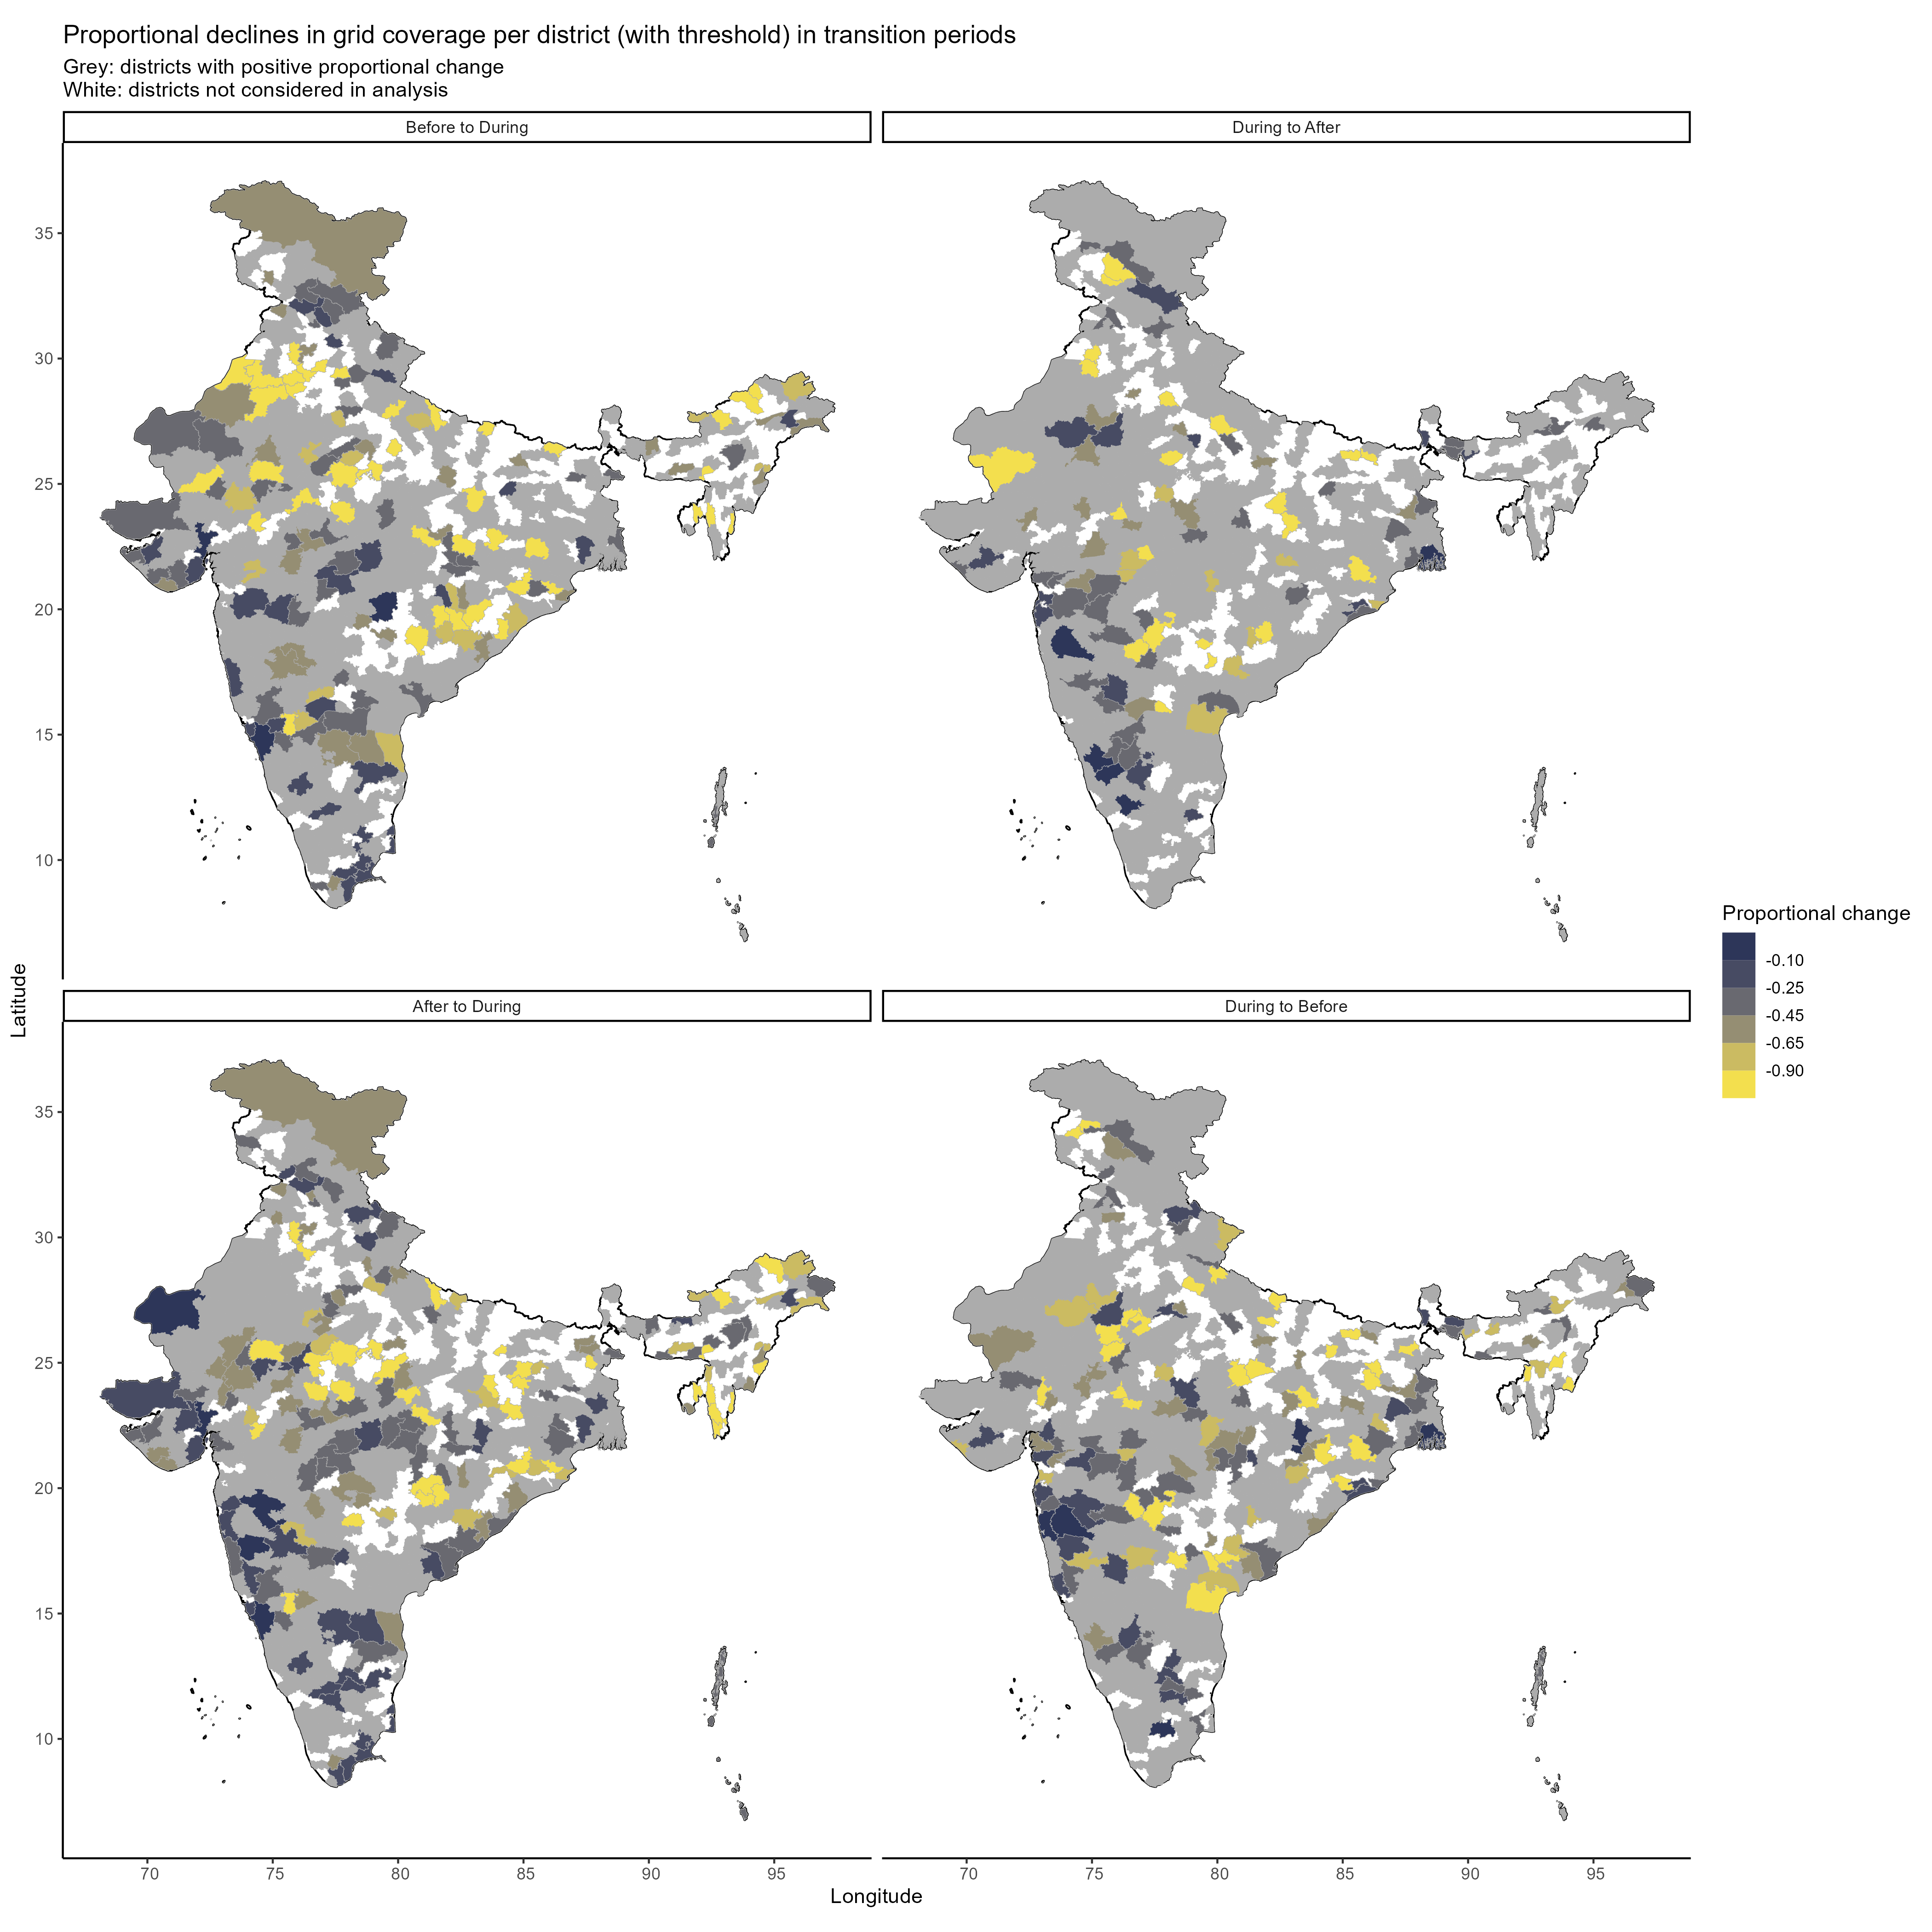 Proportional declines in grid coverage per district (with threshold) in transition periods
Grey: districts with positive proportional change
White: districts not considered in analysis
Before to During
During to After
35
30
25
20
15
10
After to During
During to Before
35
30
25
20
15
10
70
75
80
85
90
95
70
75
80
85
90
95
Longitude
Latitude
Proportional change
-0.10
-0.25
-0.45
-0.65
-0.90